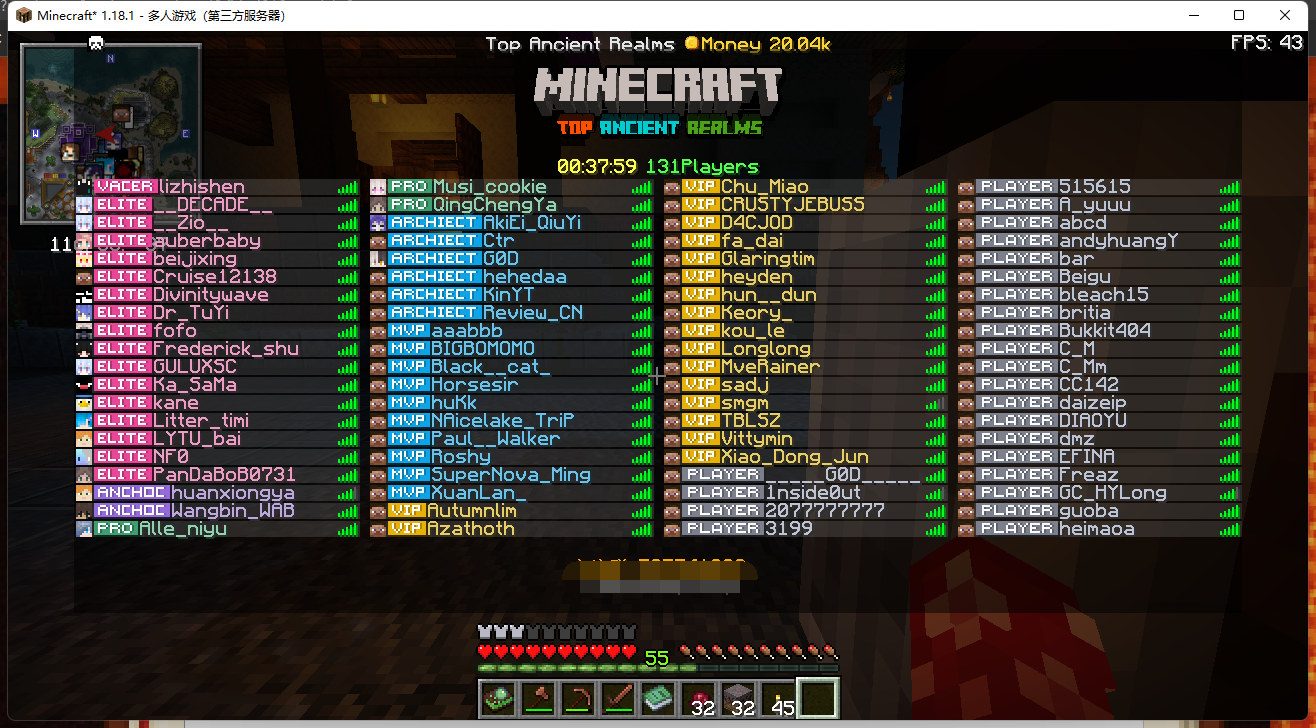 Minecraft* 1.18.1 - 多人游戏（第三方服务器）
Top Ancient Realms Money 20.04k
FPS: 43
N
W
E
MINECRAFT
TOP ANCIENT REALMS
00:37:59 131Players
VACER lizhishen PRO Musi_cookie VIP Chu_Miao PLAYER 515615
ELITE __DECADE__ PRO QingChengYa VIP CRUSTYJEBUSS PLAYER A_yuuu
ELITE __Zio__ ARCHIECT AkiEi_QiuYi VIP D4CJOD PLAYER abcd
ELITE auberbaby ARCHIECT Ctr VIP fa_dai PLAYER andyhuangY
ELITE beijixing ARCHIECT G0D VIP Glaringtim PLAYER bar
ELITE Cruise12138 ARCHIECT hehedaa VIP heyden PLAYER Beigu
ELITE Divinitywave ARCHIECT KinYT VIP hun__dun PLAYER bleach15
ELITE Dr_TuYi ARCHIECT Review_CN VIP Keory_ PLAYER britia
ELITE fofo MVP aaabbb VIP kou_le PLAYER Bukkit404
ELITE Frederick_shu MVP BIGBOMOMO VIP Longlong PLAYER C_M
ELITE GULUXSC MVP Black__cat_ VIP MveRainer PLAYER C_Mm
ELITE Ka_SaMa MVP Horsesir VIP sadj PLAYER CC142
ELITE kane MVP huKk VIP smgm PLAYER daizeip
ELITE Litter_timi MVP NAicelake_TriP VIP TBLSZ PLAYER DIAOYU
ELITE LYTU_bai MVP Paul__Walker VIP Vittymin PLAYER dmz
ELITE NF0 MVP Roshy VIP Xiao_Dong_Jun PLAYER EFINA
ELITE PanDaBoB0731 MVP SuperNova_Ming PLAYER _____G0D_____ PLAYER Freaz
ANCHOC huanxiongya MVP XuanLan_ PLAYER 1nside0ut PLAYER GC_HYLong
ANCHOC Wangbin_WAB VIP Autumnlim PLAYER 2077777777 PLAYER guoba
PRO Alle_niyu VIP Azathoth PLAYER 3199 PLAYER heimaoa
55
32 32 45